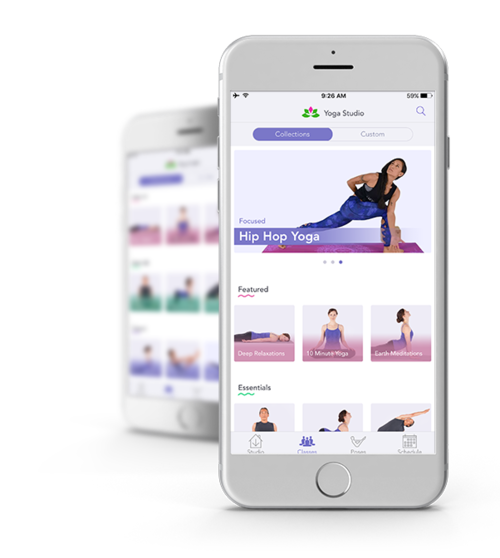 9:26 AM 59%
Yoga Studio
Collections Custom
Focused
Hip Hop Yoga
Featured
Deep Relaxations 10 Minute Yoga Earth Meditations
Essentials
Studio Classes Poses Schedule